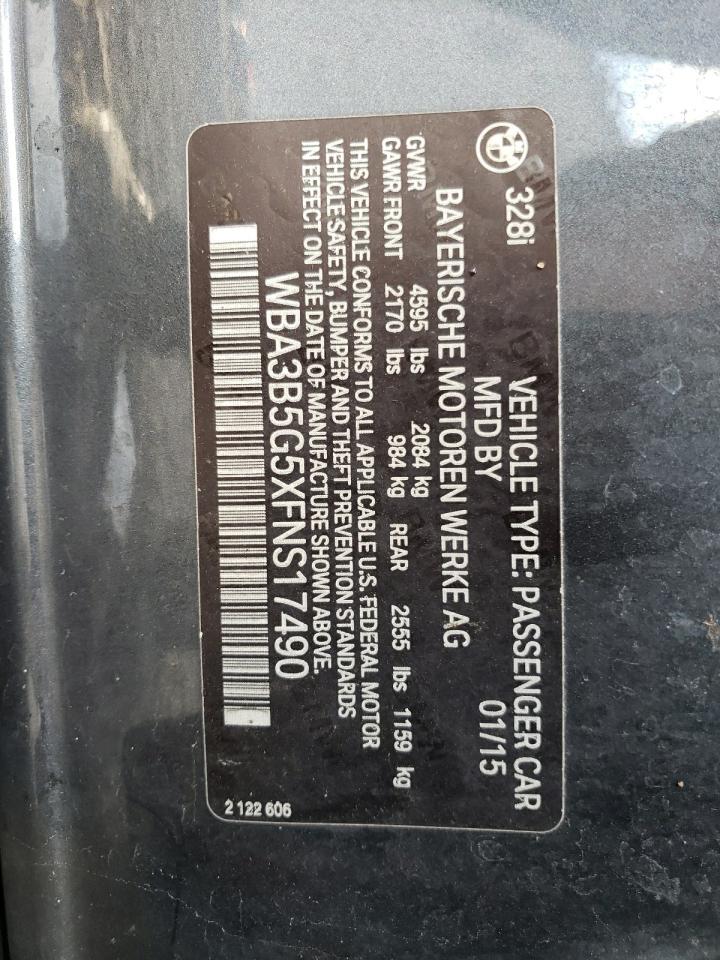 328i VEHICLE TYPE: PASSENGER CAR
MFD BY 01/15
BAYERISCHE MOTOREN WERKE AG
GVWR 4595 lbs 2084 kg
GAWR FRONT 2170 lbs 984 kg REAR 2555 lbs 1159 kg
THIS VEHICLE CONFORMS TO ALL APPLICABLE U.S. FEDERAL MOTOR
VEHICLE SAFETY, BUMPER AND THEFT PREVENTION STANDARDS
IN EFFECT ON THE DATE OF MANUFACTURE SHOWN ABOVE.
WBA3B5G5XFNS17490
2 122 606